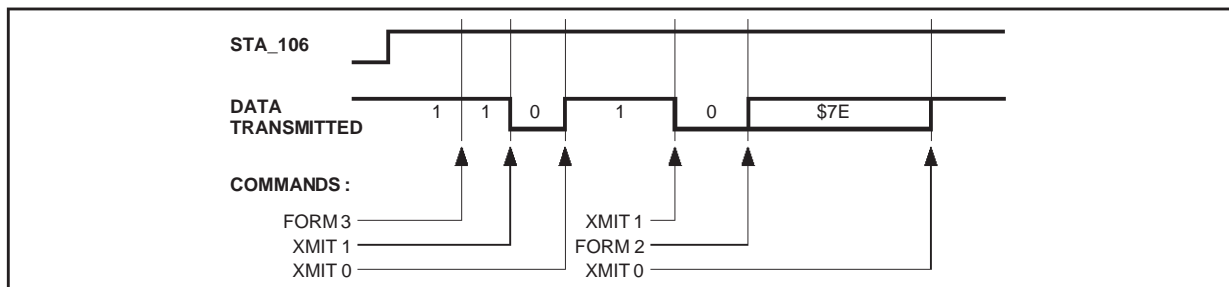 STA_106
DATA
TRANSMITTED
1 1 0 1 0 $7E
COMMANDS :
FORM 3 XMIT 1
XMIT 1 FORM 2
XMIT 0 XMIT 0